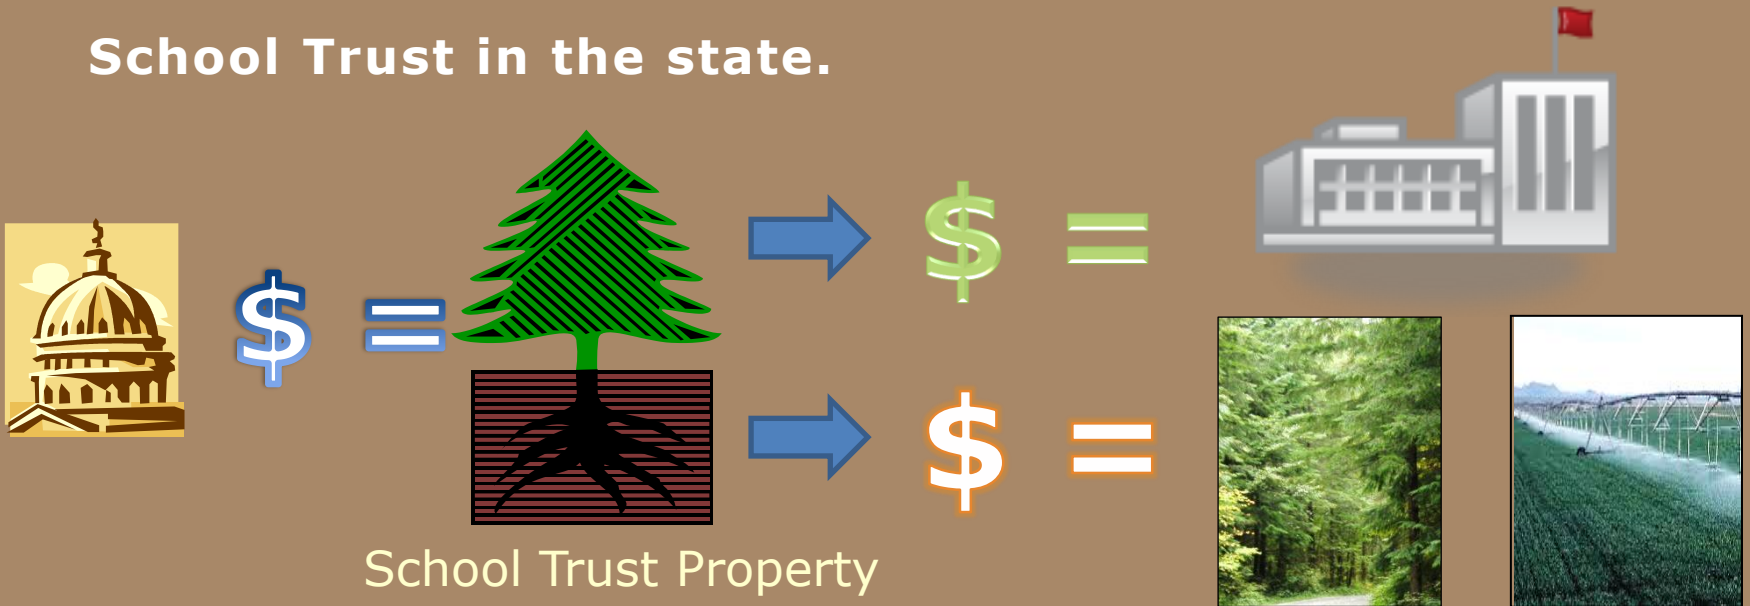 School Trust in the state.
$ =
$ =
$ =
School Trust Property